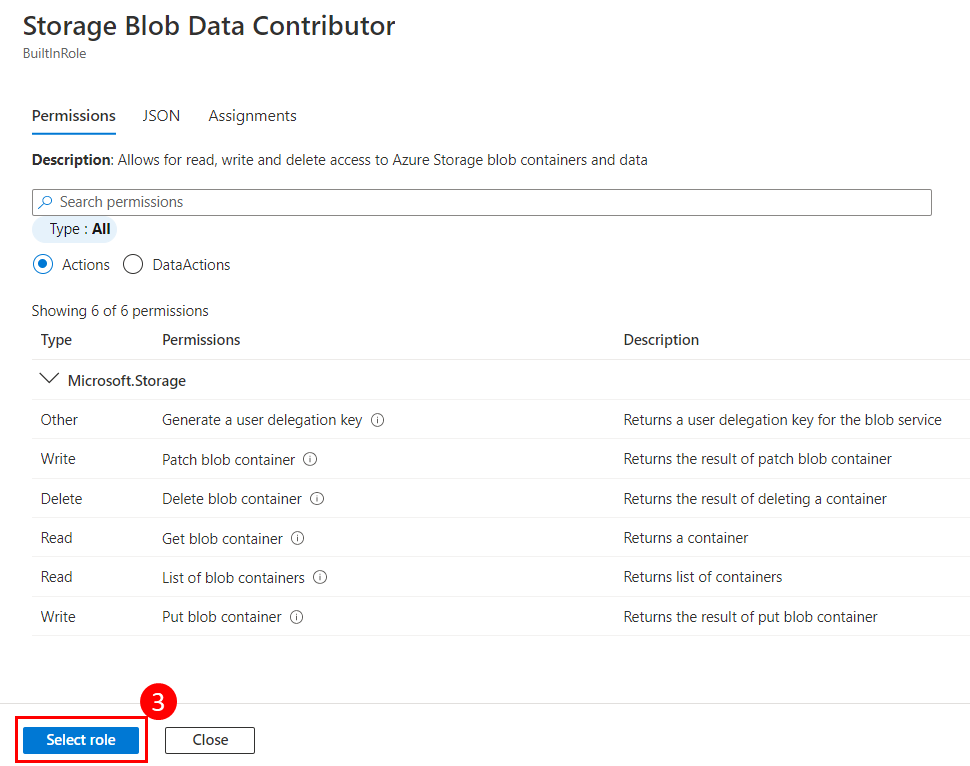 Storage Blob Data Contributor
BuiltInRole
Permissions JSON Assignments
Description: Allows for read, write and delete access to Azure Storage blob containers and data
Search permissions
Type : All
Actions DataActions
Showing 6 of 6 permissions
Type Permissions Description
Microsoft.Storage
Other Generate a user delegation key Returns a user delegation key for the blob service
Write Patch blob container Returns the result of patch blob container
Delete Delete blob container Returns the result of deleting a container
Read Get blob container Returns a container
Read List of blob containers Returns list of containers
Write Put blob container Returns the result of put blob container
3
Select role Close